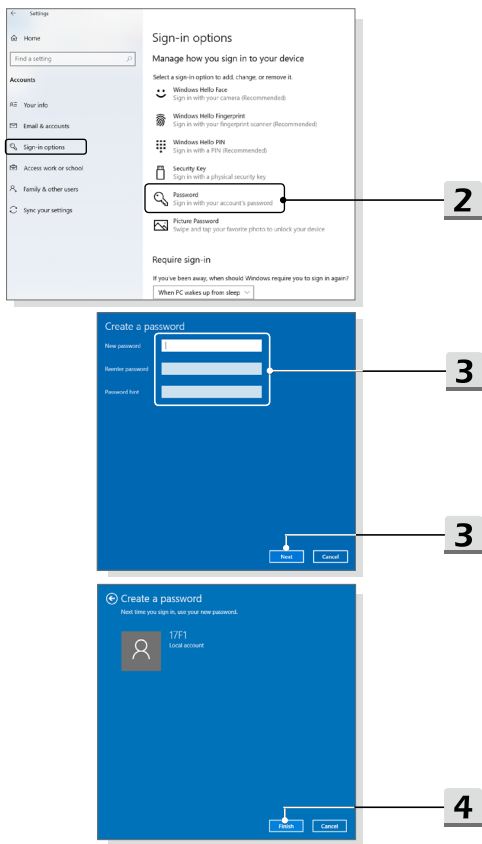 Settings
Home
Find a setting
Accounts
Your info
Email & accounts
Sign-in options
Access work or school
Family & other users
Sync your settings
Sign-in options
Manage how you sign in to your device
Select a sign-in option to add, change, or remove it.
Windows Hello Face
Sign in with your camera (Recommended)
Windows Hello Fingerprint
Sign in with your fingerprint scanner (Recommended)
Windows Hello PIN
Sign in with a PIN (Recommended)
Security Key
Sign in with a physical security key
Password
Sign in with your account's password
Picture Password
Swipe and tap your favorite photo to unlock your device
Require sign-in
If you've been away, when should Windows require you to sign in again?
When PC wakes up from sleep
2
Create a password
New password
Reenter password
Password hint
3
Next
Cancel
3
Create a password
Next time you sign in, use your new password.
17F1
Local account
Finish
Cancel
4